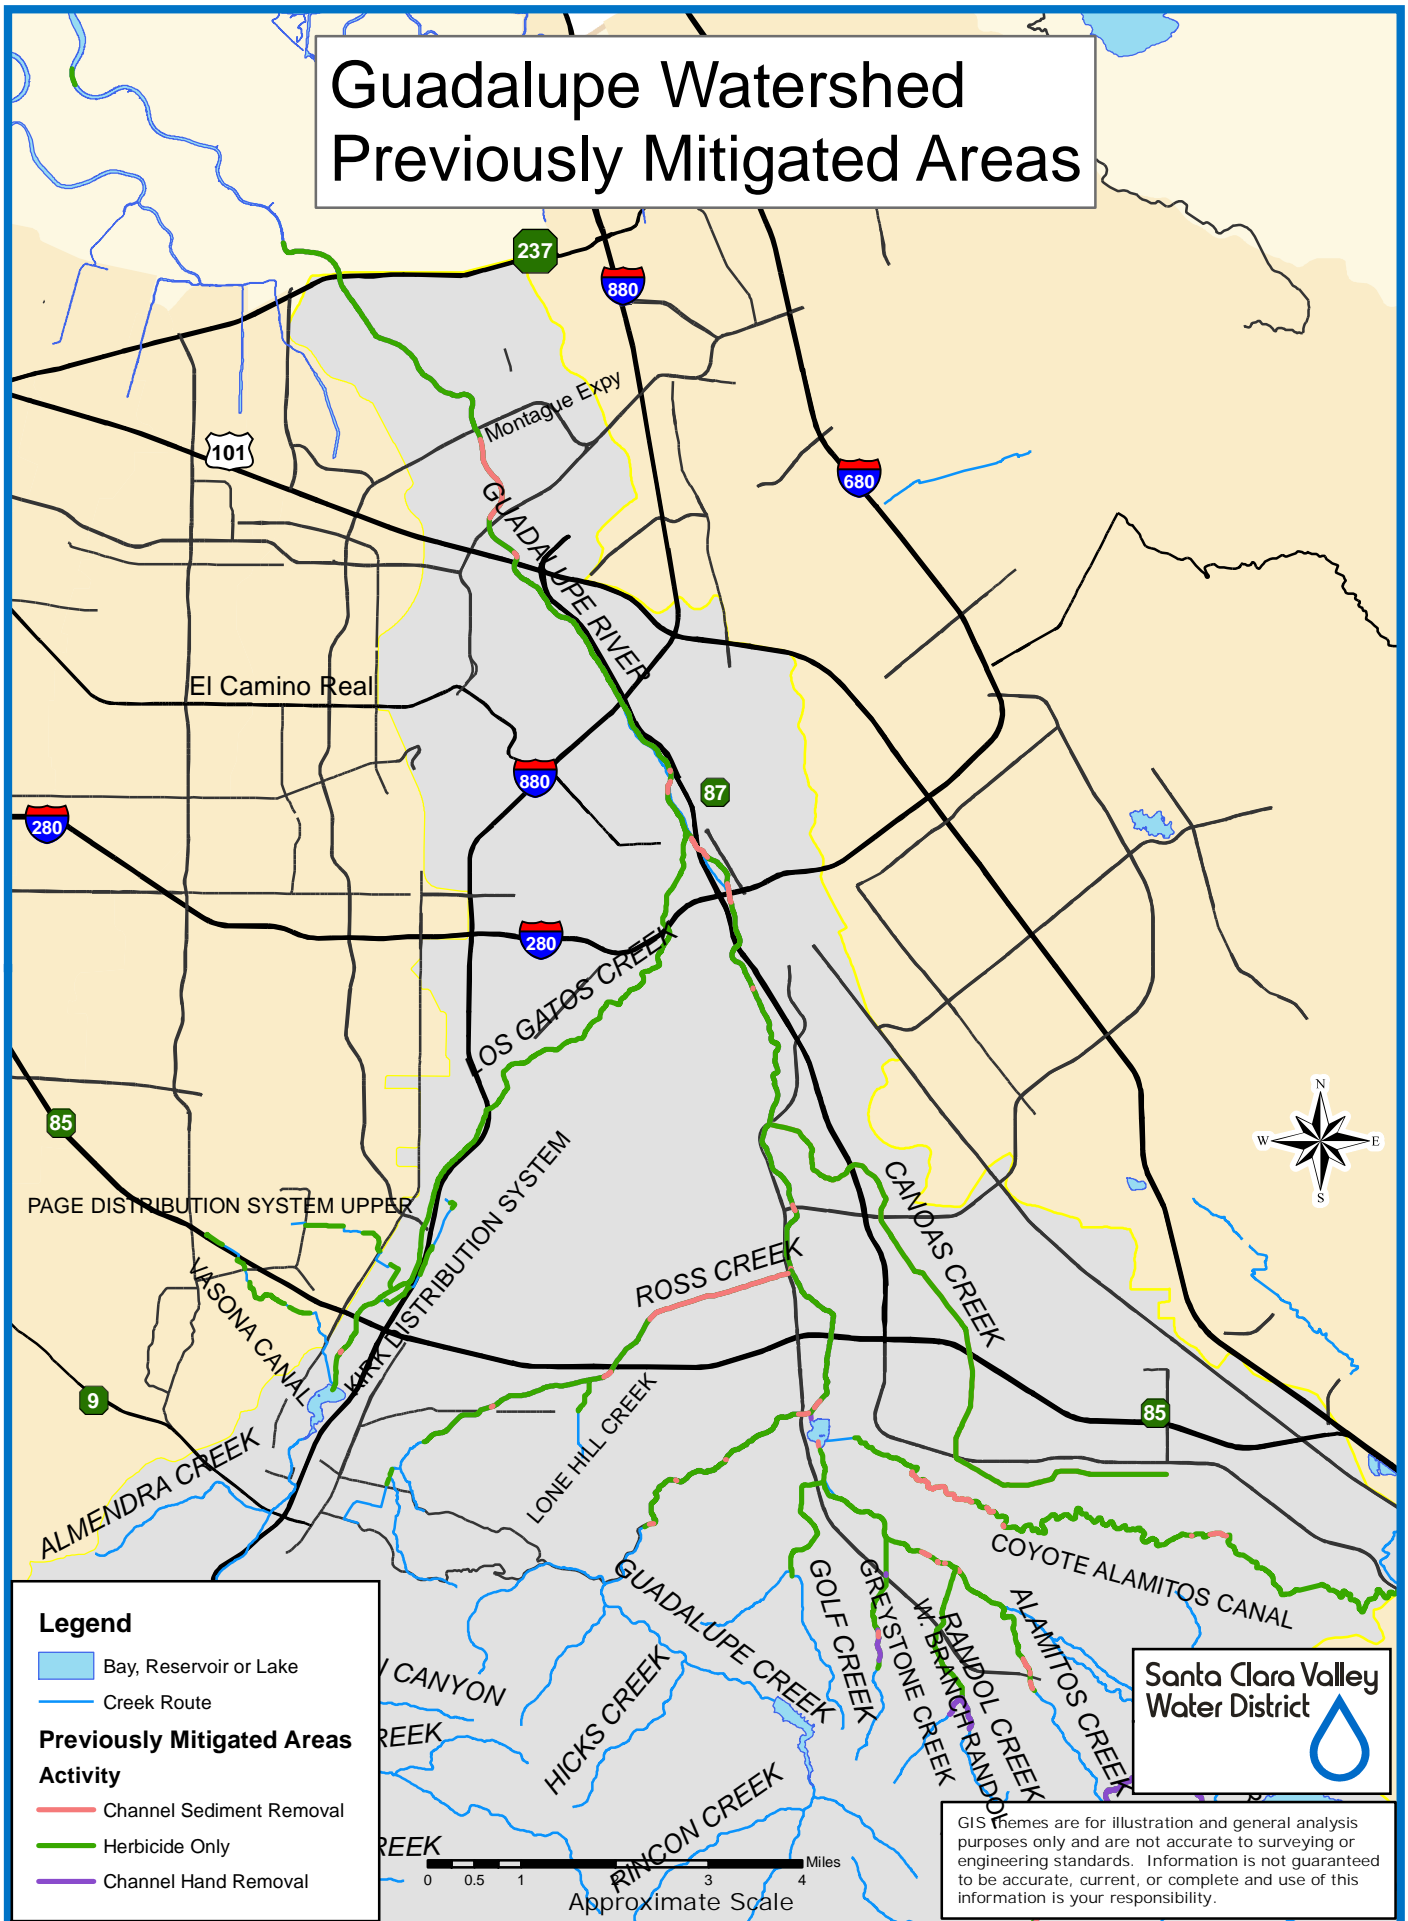 Guadalupe Watershed
Previously Mitigated Areas
237
880
Montague Expy
101
680
GUADALUPE RIVER
El Camino Real
880
87
280
280
LOS GATOS CREEK
85
N
W E
S
PAGE DISTRIBUTION SYSTEM UPPER
KIRK DISTRIBUTION SYSTEM
CANOAS CREEK
VASONA CANAL
ROSS CREEK
9
85
LONE HILL CREEK
ALMENDRA CREEK
COYOTE ALAMITOS CANAL
GUADALUPE CREEK
GOLF CREEK
GREYSTONE CREEK
W. BRANCH RANDOL
RANDOL CREEK
ALAMITOS CREEK
CANYON
HICKS CREEK
REEK
RINCON CREEK
REEK
Legend
Bay, Reservoir or Lake
Creek Route
Previously Mitigated Areas
Activity
Channel Sediment Removal
Herbicide Only
Channel Hand Removal
Miles
0 0.5 1 2 3 4
Approximate Scale
Santa Clara Valley
Water District
GIS themes are for illustration and general analysis
purposes only and are not accurate to surveying or
engineering standards. Information is not guaranteed
to be accurate, current, or complete and use of this
information is your responsibility.